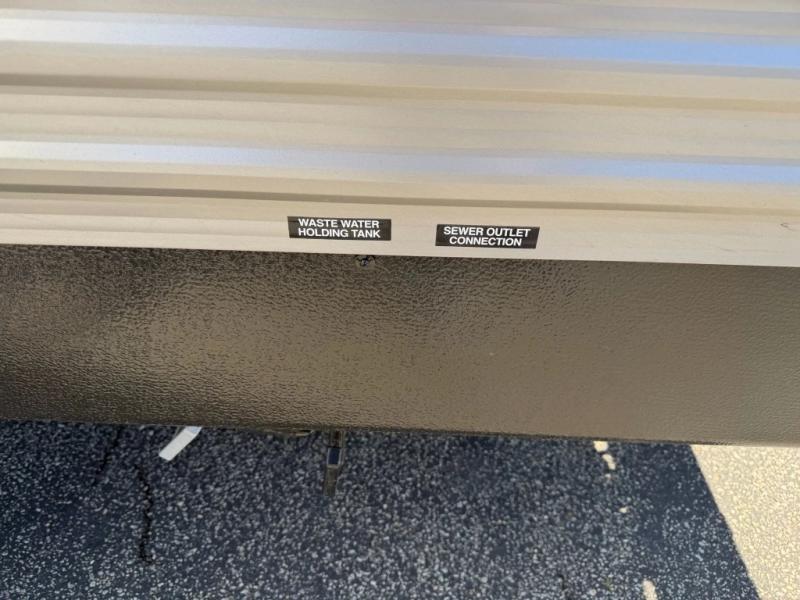 WASTE WATER
HOLDING TANK
SEWER OUTLET
CONNECTION